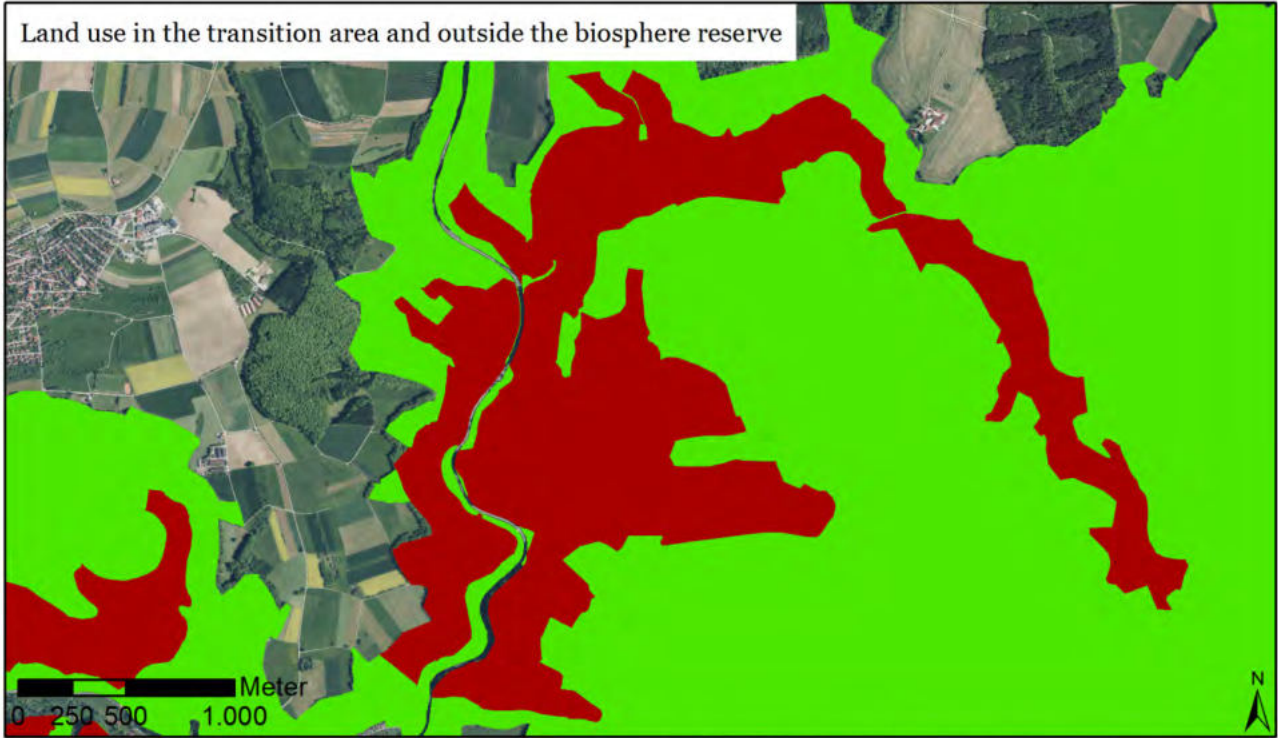 Land use in the transition area and outside the biosphere reserve
Meter
0 250 500 1.000
N